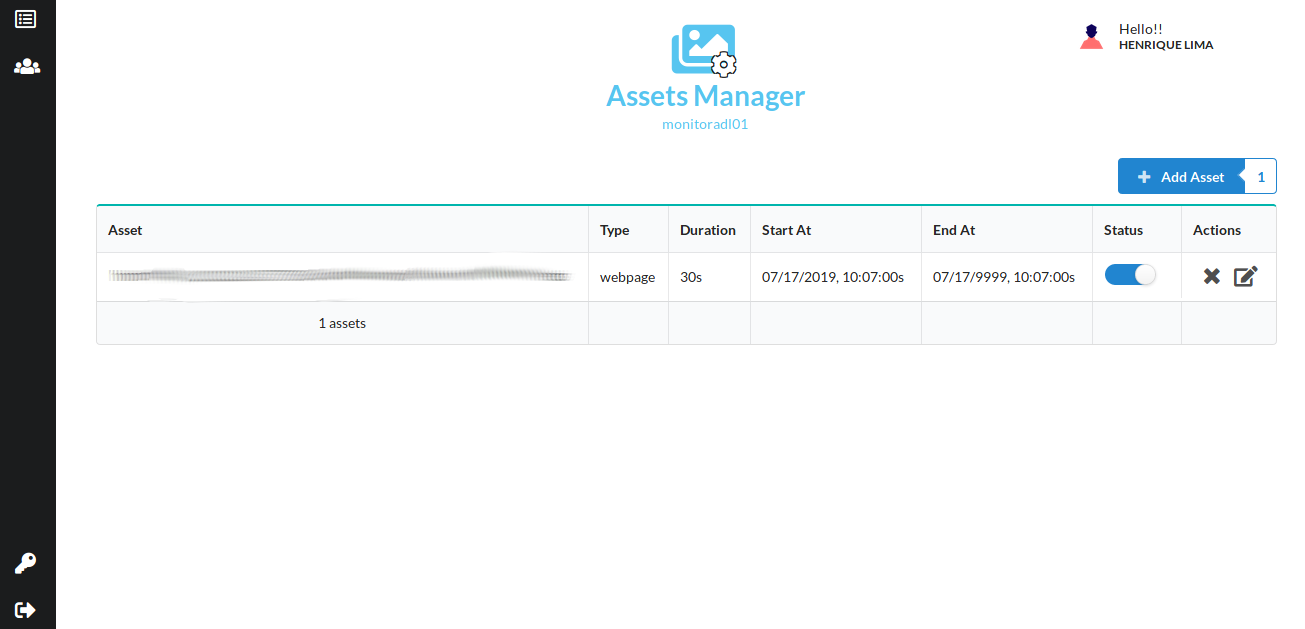 Hello!!
HENRIQUE LIMA
Assets Manager
monitoradl01
Add Asset 1
Asset Type Duration Start At End At Status Actions
webpage 30s 07/17/2019, 10:07:00s 07/17/9999, 10:07:00s
1 assets